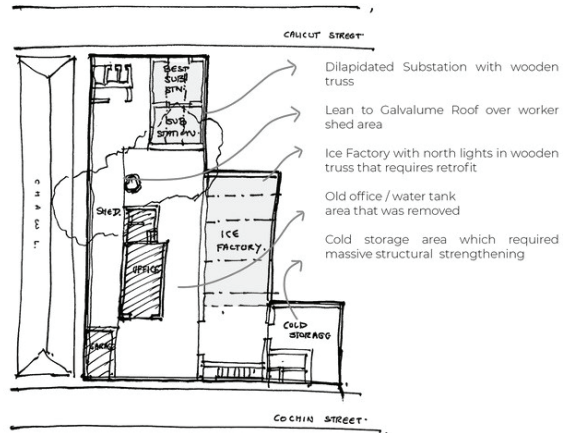 CALICUT STREET
BEST
SUB
STN.
SUB
STATION.
Dilapidated Substation with wooden
truss
Lean to Galvalume Roof over worker
shed area
Ice Factory with north lights in wooden
truss that requires retrofit
Old office / water tank
area that was removed
Cold storage area which required
massive structural strengthening
CHAWL
SHED.
ICE
FACTORY.
OFFICE
COLD
STORAGE
COCHIN STREET.